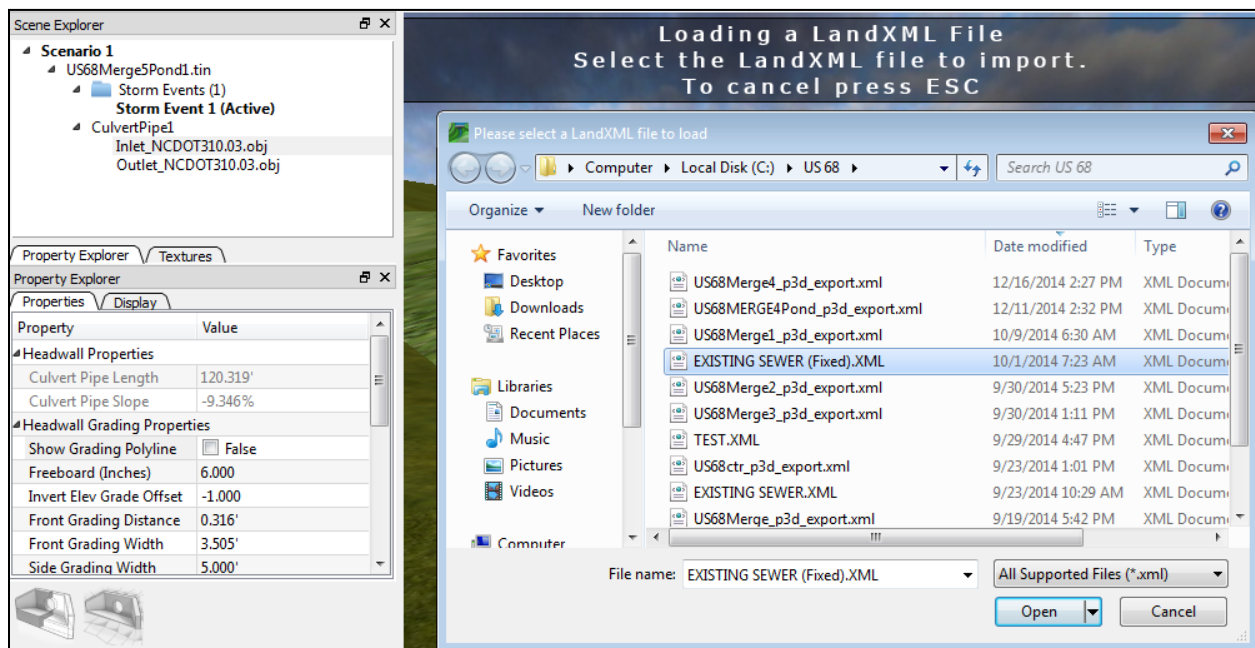 Scene Explorer
Scenario 1
US68Merge5Pond1.tin
Storm Events (1)
Storm Event 1 (Active)
CulvertPipe1
Inlet_NCDOT310.03.obj
Outlet_NCDOT310.03.obj
Property Explorer Textures
Property Explorer
Properties Display
Property Value
Headwall Properties
Culvert Pipe Length 120.319'
Culvert Pipe Slope -9.346%
Headwall Grading Properties
Show Grading Polyline False
Freeboard (Inches) 6.000
Invert Elev Grade Offset -1.000
Front Grading Distance 0.316'
Front Grading Width 3.505'
Side Grading Width 5.000'
Loading a LandXML File
Select the LandXML file to import.
To cancel press ESC
Please select a LandXML file to load
Computer Local Disk (C:) US 68 Search US 68
Organize New folder
Favorites
Desktop
Downloads
Recent Places
Libraries
Documents
Music
Pictures
Videos
Computer
Name Date modified Type
US68Merge4_p3d_export.xml 12/16/2014 2:27 PM XML Docum
US68MERGE4Pond_p3d_export.xml 12/11/2014 2:32 PM XML Docum
US68Merge1_p3d_export.xml 10/9/2014 6:30 AM XML Docum
EXISTING SEWER (Fixed).XML 10/1/2014 7:23 AM XML Docum
US68Merge2_p3d_export.xml 9/30/2014 5:23 PM XML Docum
US68Merge3_p3d_export.xml 9/30/2014 1:11 PM XML Docum
TEST.XML 9/29/2014 4:47 PM XML Docum
US68ctr_p3d_export.xml 9/23/2014 1:01 PM XML Docum
EXISTING SEWER.XML 9/23/2014 10:29 AM XML Docum
US68Merge_p3d_export.xml 9/19/2014 5:42 PM XML Docum
File name: EXISTING SEWER (Fixed).XML All Supported Files (*.xml)
Open Cancel